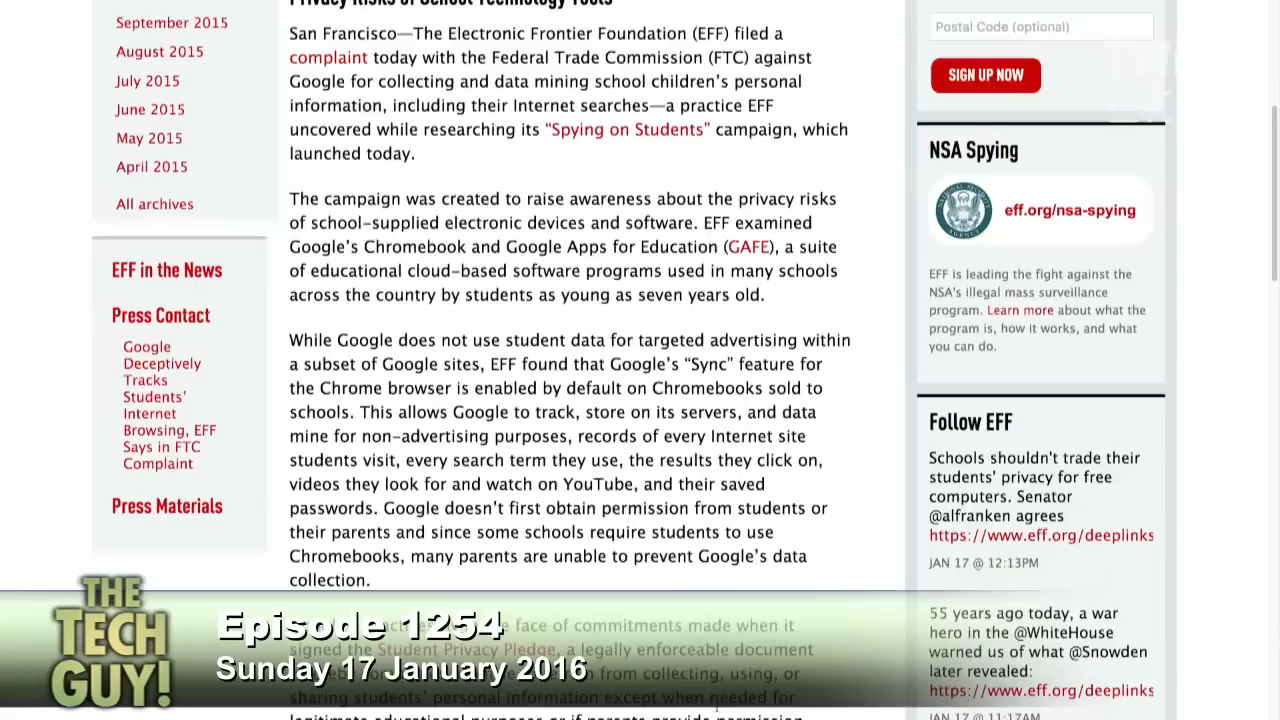 September 2015
August 2015
July 2015
June 2015
May 2015
April 2015
All archives
EFF in the News
Press Contact
Google
Deceptively
Tracks
Students'
Internet
Browsing, EFF
Says in FTC
Complaint
Press Materials
Privacy Risks of School Technology Tools
San Francisco—The Electronic Frontier Foundation (EFF) filed a
complaint today with the Federal Trade Commission (FTC) against
Google for collecting and data mining school children's personal
information, including their Internet searches—a practice EFF
uncovered while researching its “Spying on Students” campaign, which
launched today.
The campaign was created to raise awareness about the privacy risks
of school-supplied electronic devices and software. EFF examined
Google's Chromebook and Google Apps for Education (GAFE), a suite
of educational cloud-based software programs used in many schools
across the country by students as young as seven years old.
While Google does not use student data for targeted advertising within
a subset of Google sites, EFF found that Google's “Sync” feature for
the Chrome browser is enabled by default on Chromebooks sold to
schools. This allows Google to track, store on its servers, and data
mine for non-advertising purposes, records of every Internet site
students visit, every search term they use, the results they click on,
videos they look for and watch on YouTube, and their saved
passwords. Google doesn't first obtain permission from students or
their parents and since some schools require students to use
Chromebooks, many parents are unable to prevent Google's data
collection.
face of commitments made when it
signed the Student Privacy Pledge, a legally enforceable document
from collecting, using, or
sharing students' personal information except when needed for
legitimate educational purposes or if parents provide permission
Postal Code (optional)
SIGN UP NOW
NSA Spying
eff.org/nsa-spying
EFF is leading the fight against the
NSA's illegal mass surveillance
program. Learn more about what the
program is, how it works, and what
you can do.
Follow EFF
Schools shouldn't trade their
students' privacy for free
computers. Senator
@alfranken agrees
https://www.eff.org/deeplinks
JAN 17 @ 12:13PM
55 years ago today, a war
hero in the @WhiteHouse
warned us of what @Snowden
later revealed:
https://www.eff.org/deeplinks
JAN 17 @ 11:17AM
THE
TECH
GUY!
Episode 1254
Sunday 17 January 2016